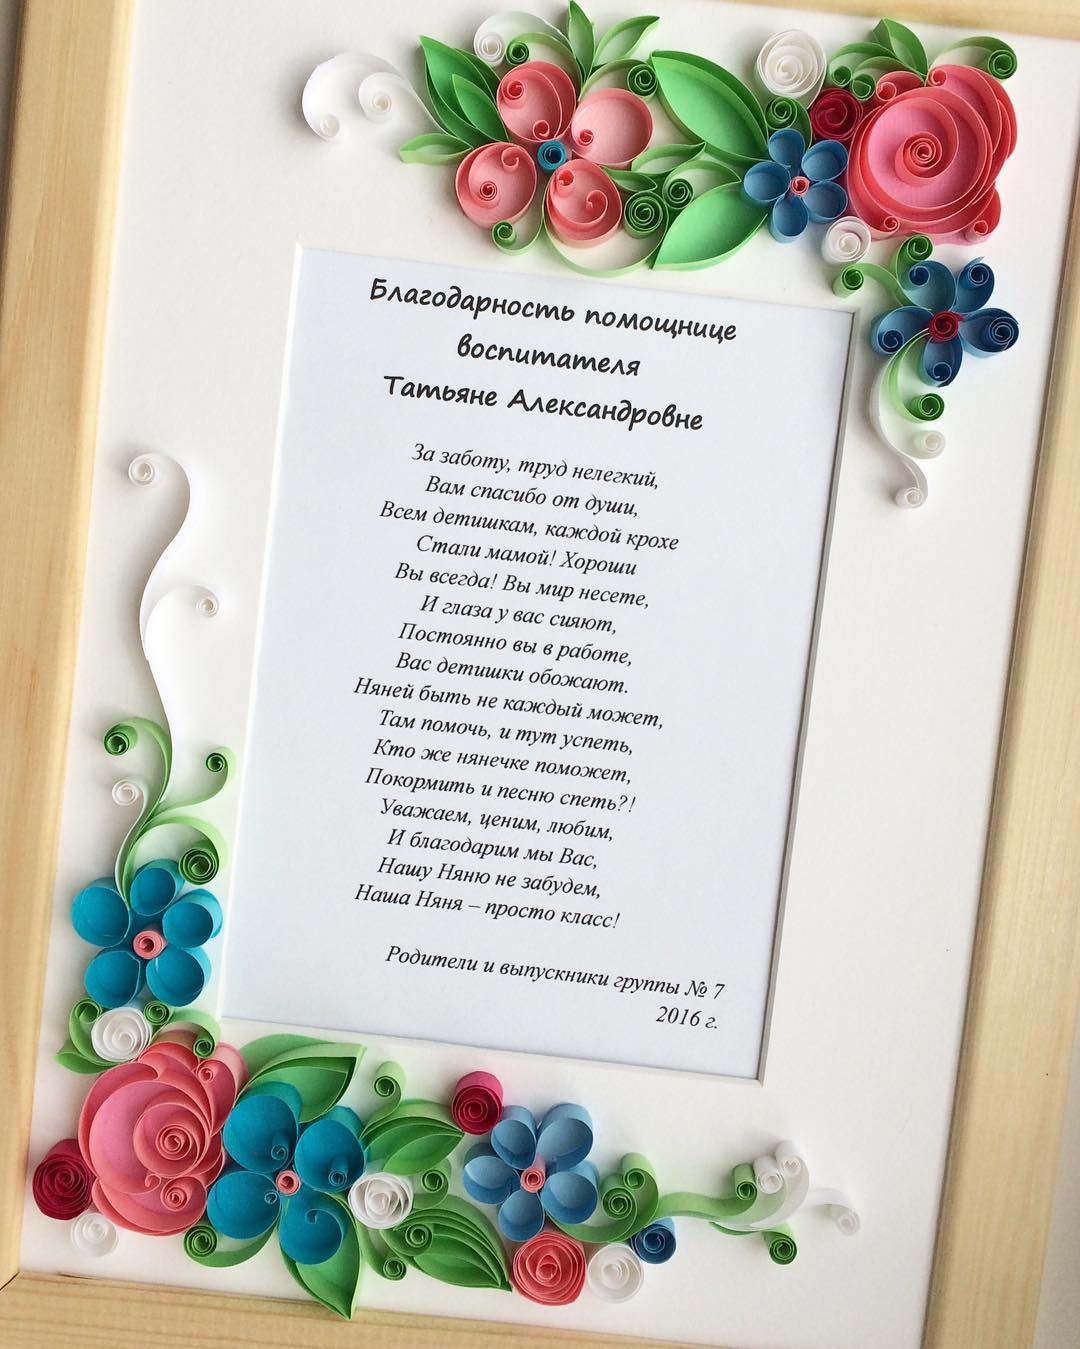 Благодарность помощнице
воспитателя
Татьяне Александровне
За заботу, труд нелегкий,
Вам спасибо от души,
Всем детишкам, каждой крохе
Стали мамой! Хороши
Вы всегда! Вы мир несете,
И глаза у вас сияют,
Постоянно вы в работе,
Вас детишки обожают.
Няней быть не каждый может,
Там помочь, и тут успеть,
Кто же нянечке поможет,
Покормить и песню спеть?!
Уважаем, ценим, любим,
И благодарим мы Вас,
Нашу Няню не забудем,
Наша Няня – просто класс!
Родители и выпускники группы № 7
2016 г.